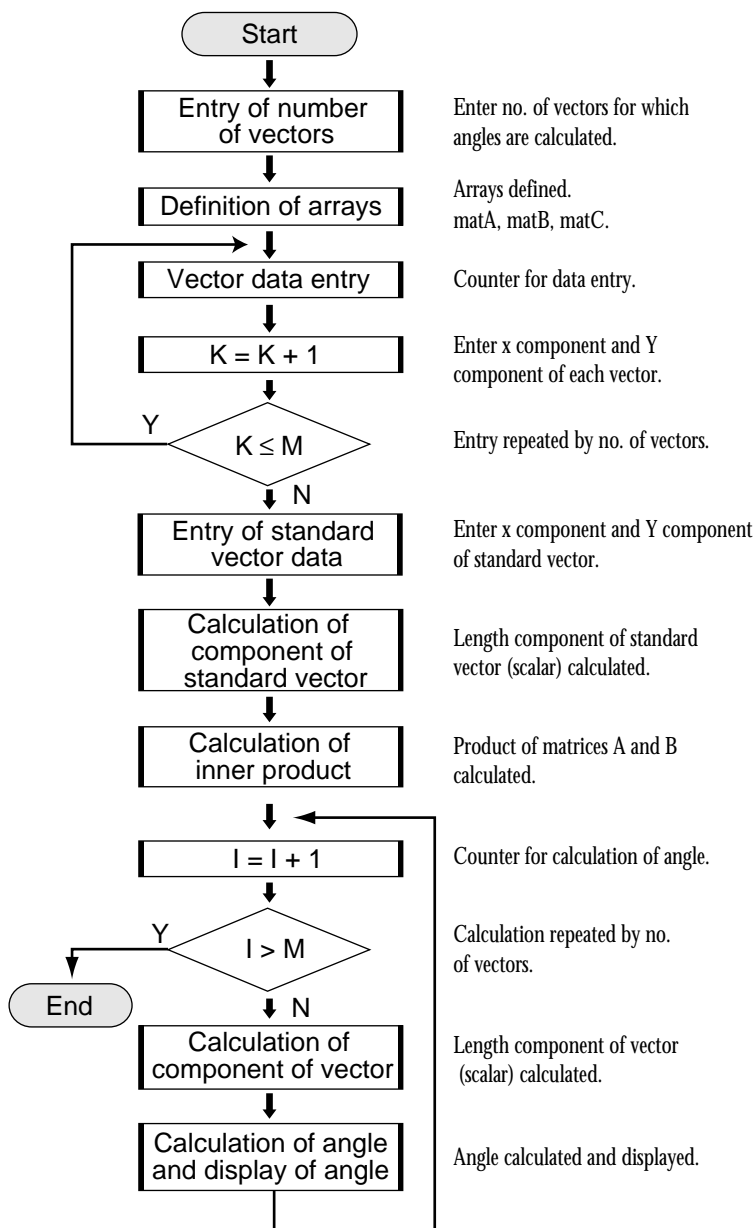 Start
Entry of number
of vectors
Enter no. of vectors for which
angles are calculated.
Definition of arrays
Arrays defined.
matA, matB, matC.
Vector data entry
Counter for data entry.
K = K + 1
Enter x component and Y
component of each vector.
Y
K ≤ M
Entry repeated by no. of vectors.
N
Entry of standard
vector data
Enter x component and Y component
of standard vector.
Calculation of
component of
standard vector
Length component of standard
vector (scalar) calculated.
Calculation of
inner product
Product of matrices A and B
calculated.
I = I + 1
Counter for calculation of angle.
Y
I > M
Calculation repeated by no.
of vectors.
End
N
Calculation of
component of vector
Length component of vector
(scalar) calculated.
Calculation of angle
and display of angle
Angle calculated and displayed.